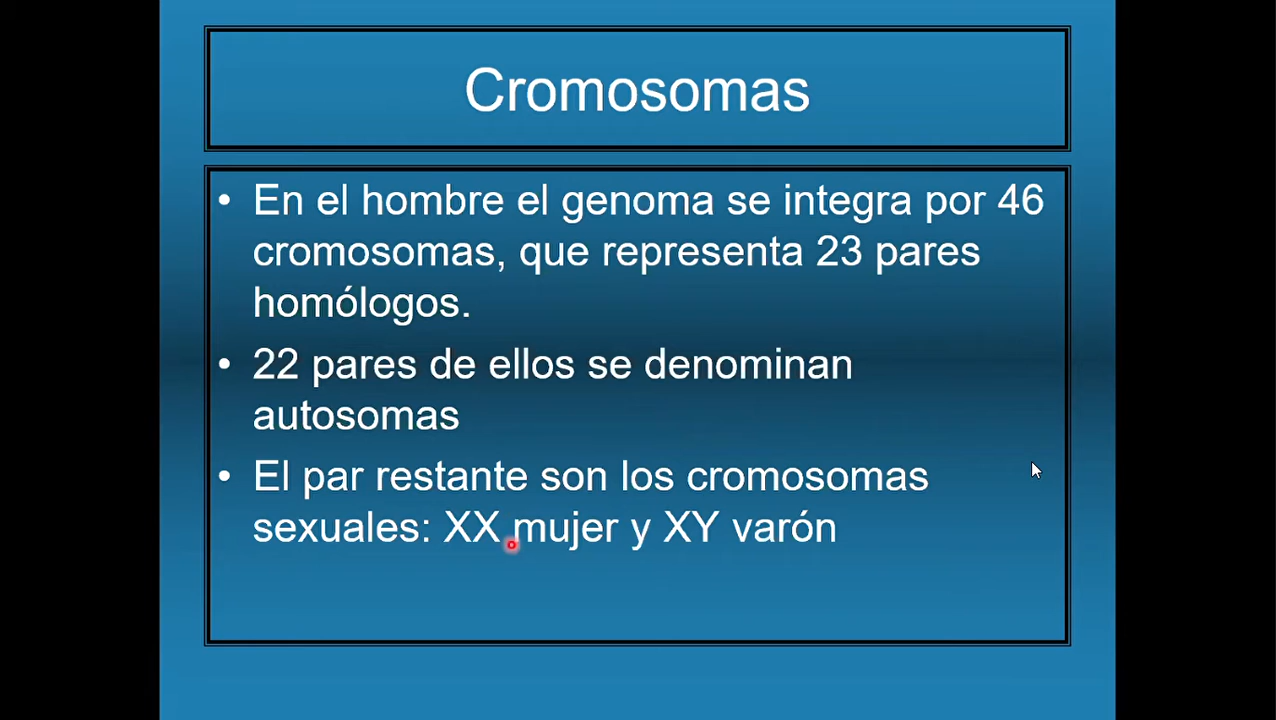 Cromosomas
• En el hombre el genoma se integra por 46
cromosomas, que representa 23 pares
homólogos.
• 22 pares de ellos se denominan
autosomas
• El par restante son los cromosomas
sexuales: XX mujer y XY varón